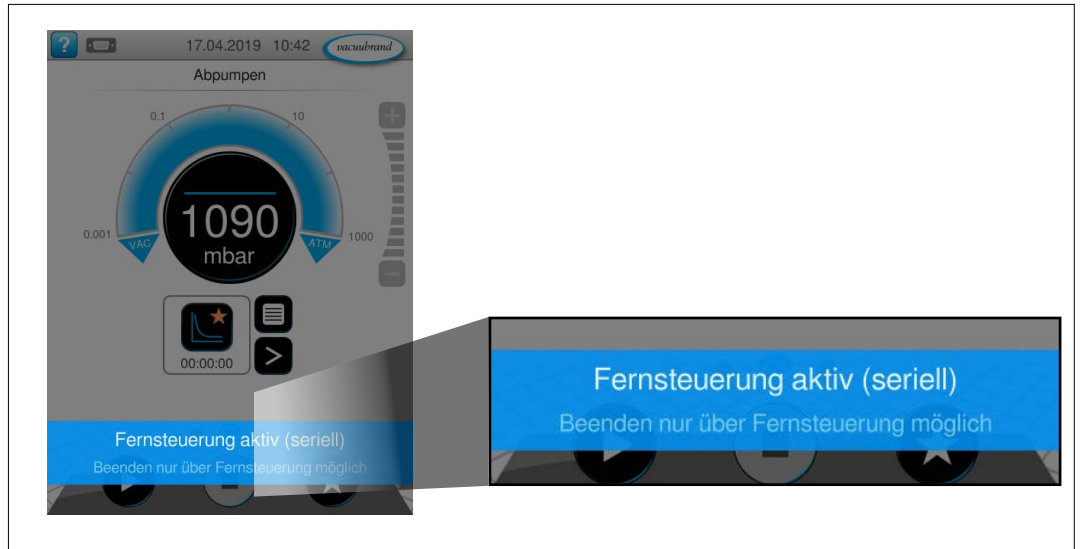 ?
17.04.2019 10:42
vacuubrand
Abpumpen
0.1
10
0.001
VAC
1090
mbar
ATM
1000
00:00:00
Fernsteuerung aktiv (seriell)
Beenden nur über Fernsteuerung möglich
Fernsteuerung aktiv (seriell)
Beenden nur über Fernsteuerung möglich